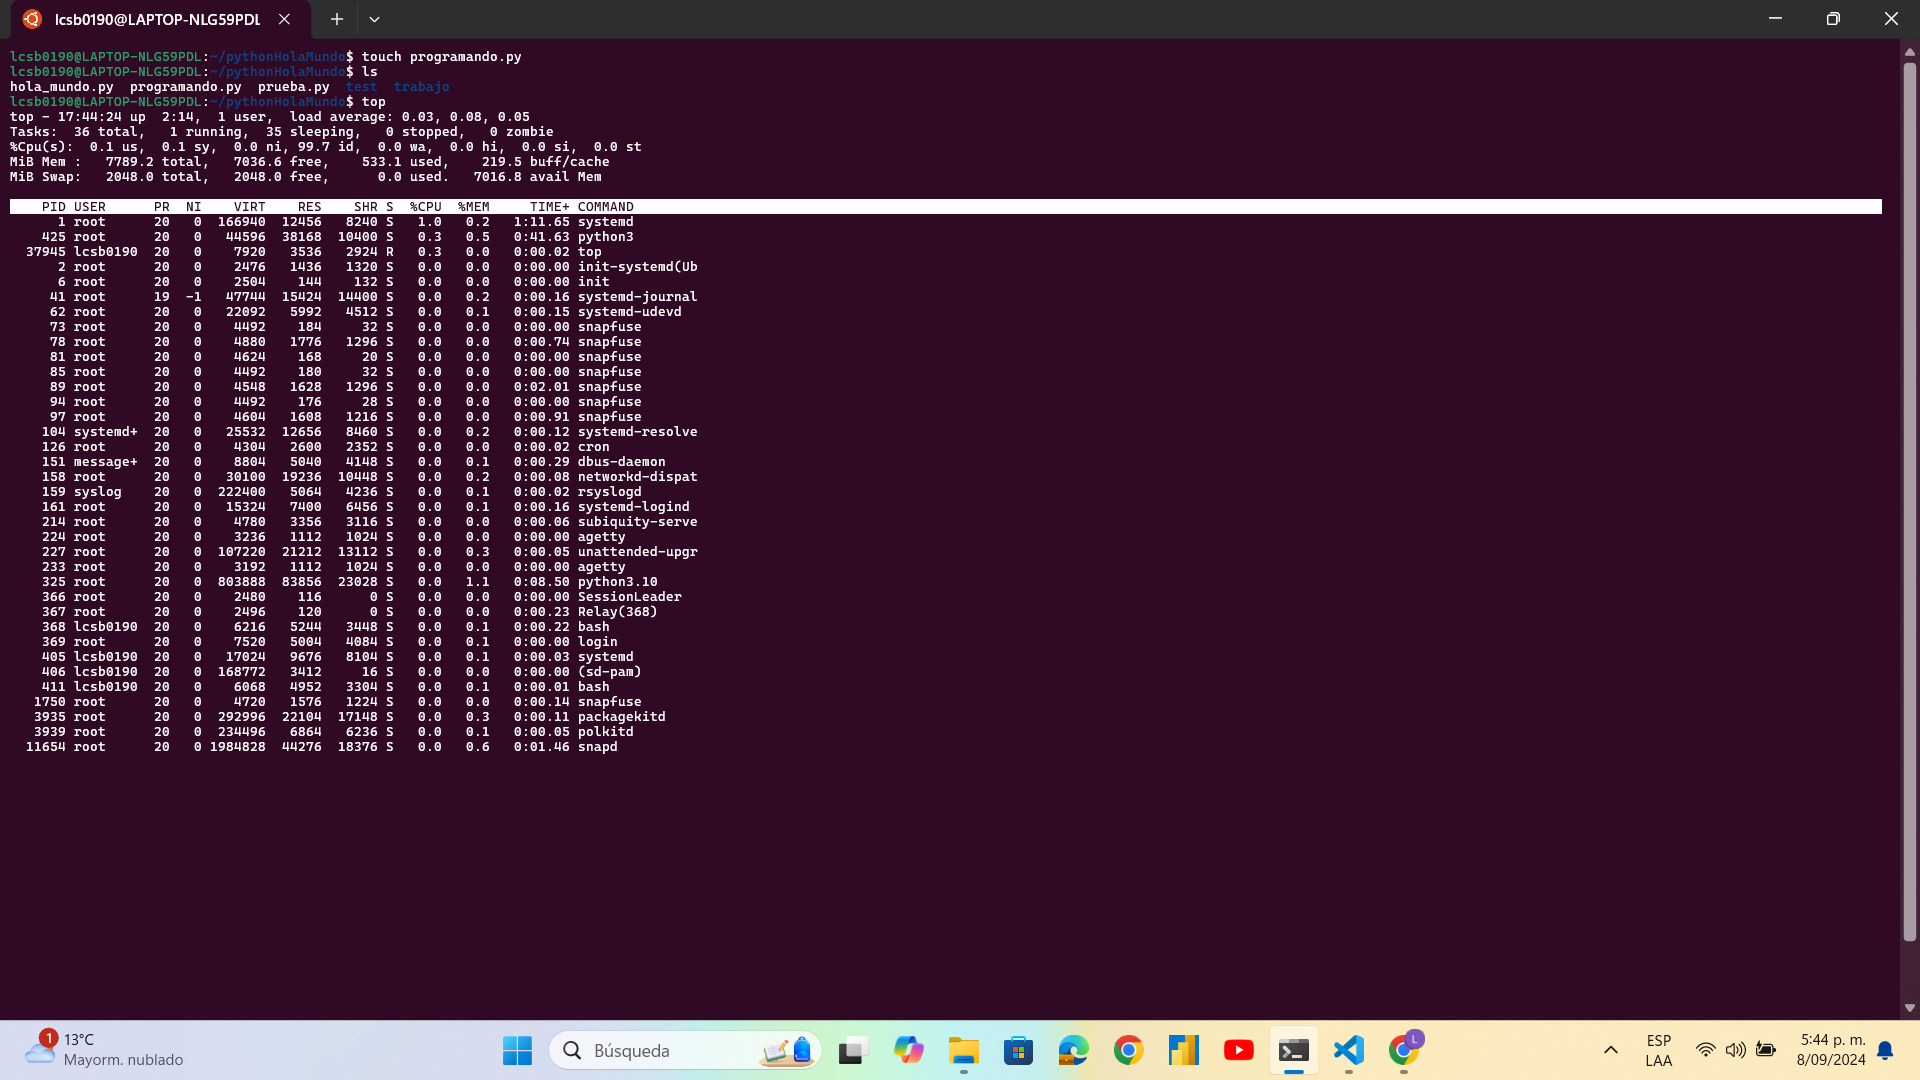 lcsb0190@LAPTOP-NLG59PDL
lcsb0190@LAPTOP-NLG59PDL:~/pythonHolaMundo$ touch programando.py
lcsb0190@LAPTOP-NLG59PDL:~/pythonHolaMundo$ ls
hola_mundo.py  programando.py  prueba.py  test  trabajo
lcsb0190@LAPTOP-NLG59PDL:~/pythonHolaMundo$ top
top - 17:44:24 up  2:14,  1 user,  load average: 0.03, 0.08, 0.05
Tasks:  36 total,   1 running,  35 sleeping,   0 stopped,   0 zombie
%Cpu(s):  0.1 us,  0.1 sy,  0.0 ni, 99.7 id,  0.0 wa,  0.0 hi,  0.0 si,  0.0 st
MiB Mem :   7789.2 total,   7036.6 free,    533.1 used,    219.5 buff/cache
MiB Swap:   2048.0 total,   2048.0 free,      0.0 used.   7016.8 avail Mem
PID USER      PR  NI    VIRT    RES    SHR S  %CPU  %MEM     TIME+ COMMAND
1 root      20   0  166940  12456   8240 S   1.0   0.2   1:11.65 systemd
425 root      20   0   44596  38168  10400 S   0.3   0.5   0:41.63 python3
37945 lcsb0190  20   0    7920   3536   2924 R   0.3   0.0   0:00.02 top
2 root      20   0    2476   1436   1320 S   0.0   0.0   0:00.00 init-systemd(Ub
6 root      20   0    2504    144    132 S   0.0   0.0   0:00.00 init
41 root      19  -1   47744  15424  14400 S   0.0   0.2   0:00.16 systemd-journal
62 root      20   0   22092   5992   4512 S   0.0   0.1   0:00.15 systemd-udevd
73 root      20   0    4492    184     32 S   0.0   0.0   0:00.00 snapfuse
78 root      20   0    4880   1776   1296 S   0.0   0.0   0:00.74 snapfuse
81 root      20   0    4624    168     20 S   0.0   0.0   0:00.00 snapfuse
85 root      20   0    4492    180     32 S   0.0   0.0   0:00.00 snapfuse
89 root      20   0    4548   1628   1296 S   0.0   0.0   0:02.01 snapfuse
94 root      20   0    4492    176     28 S   0.0   0.0   0:00.00 snapfuse
97 root      20   0    4604   1608   1216 S   0.0   0.0   0:00.91 snapfuse
104 systemd+  20   0   25532  12656   8460 S   0.0   0.2   0:00.12 systemd-resolve
126 root      20   0    4304   2600   2352 S   0.0   0.0   0:00.02 cron
151 message+  20   0    8804   5040   4148 S   0.0   0.1   0:00.29 dbus-daemon
158 root      20   0   30100  19236  10448 S   0.0   0.2   0:00.08 networkd-dispat
159 syslog    20   0  222400   5064   4236 S   0.0   0.1   0:00.02 rsyslogd
161 root      20   0   15324   7400   6456 S   0.0   0.1   0:00.16 systemd-logind
214 root      20   0    4780   3356   3116 S   0.0   0.0   0:00.06 subiquity-serve
224 root      20   0    3236   1112   1024 S   0.0   0.0   0:00.00 agetty
227 root      20   0  107220  21212  13112 S   0.0   0.3   0:00.05 unattended-upgr
233 root      20   0    3192   1112   1024 S   0.0   0.0   0:00.00 agetty
325 root      20   0  803888  83856  23028 S   0.0   1.1   0:08.50 python3.10
366 root      20   0    2480    116      0 S   0.0   0.0   0:00.00 SessionLeader
367 root      20   0    2496    120      0 S   0.0   0.0   0:00.23 Relay(368)
368 lcsb0190  20   0    6216   5244   3448 S   0.0   0.1   0:00.22 bash
369 root      20   0    7520   5004   4084 S   0.0   0.1   0:00.00 login
405 lcsb0190  20   0   17024   9676   8104 S   0.0   0.1   0:00.03 systemd
406 lcsb0190  20   0  168772   3412     16 S   0.0   0.0   0:00.00 (sd-pam)
411 lcsb0190  20   0    6068   4952   3304 S   0.0   0.1   0:00.01 bash
1750 root      20   0    4720   1576   1224 S   0.0   0.0   0:00.14 snapfuse
3935 root      20   0  292996  22104  17148 S   0.0   0.3   0:00.11 packagekitd
3939 root      20   0  234496   6864   6236 S   0.0   0.1   0:00.05 polkitd
11654 root      20   0 1984828  44276  18376 S   0.0   0.6   0:01.46 snapd
1
13°C
Mayorm. nublado
Búsqueda
L
ESP
LAA
5:44 p. m.
8/09/2024